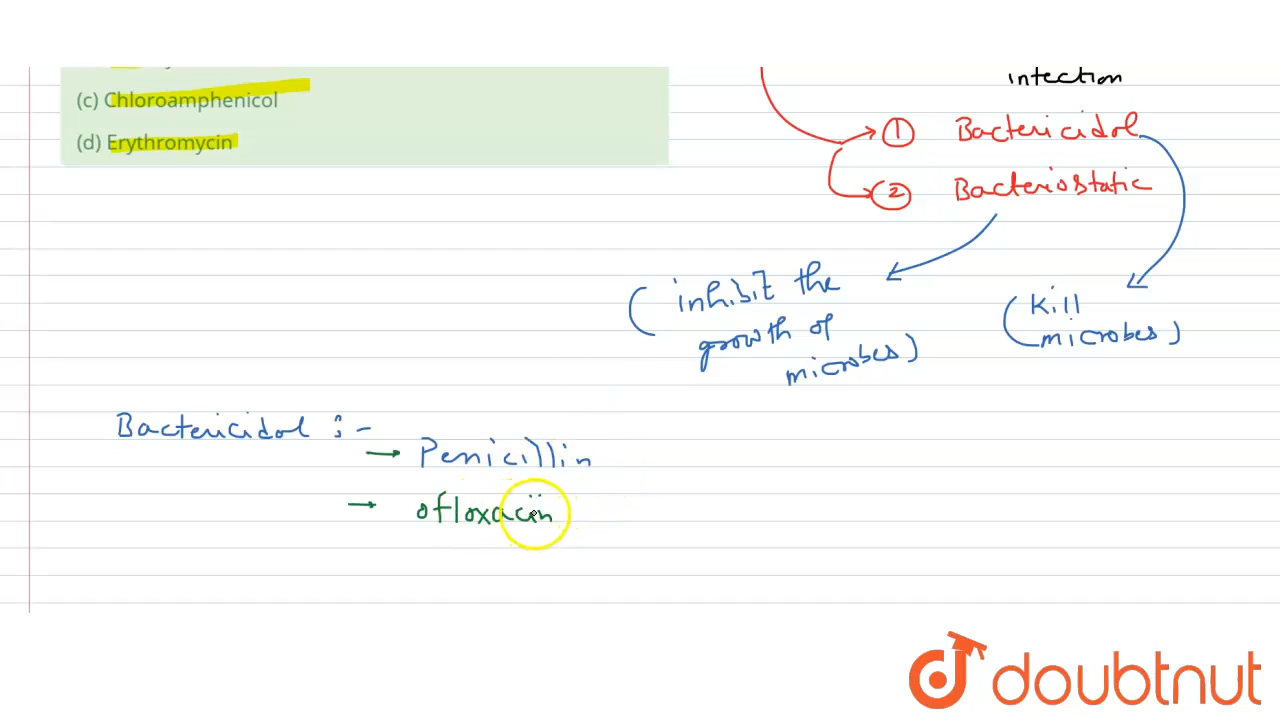 (c) Chloroamphenicol
(d) Erythromycin
infection
① Bactericidal
② Bacteriostatic
(inhibit the
growth of
microbes)
(kill
microbes)
Bactericidal :-
→ Penicillin
→ ofloxacin
doubtnut